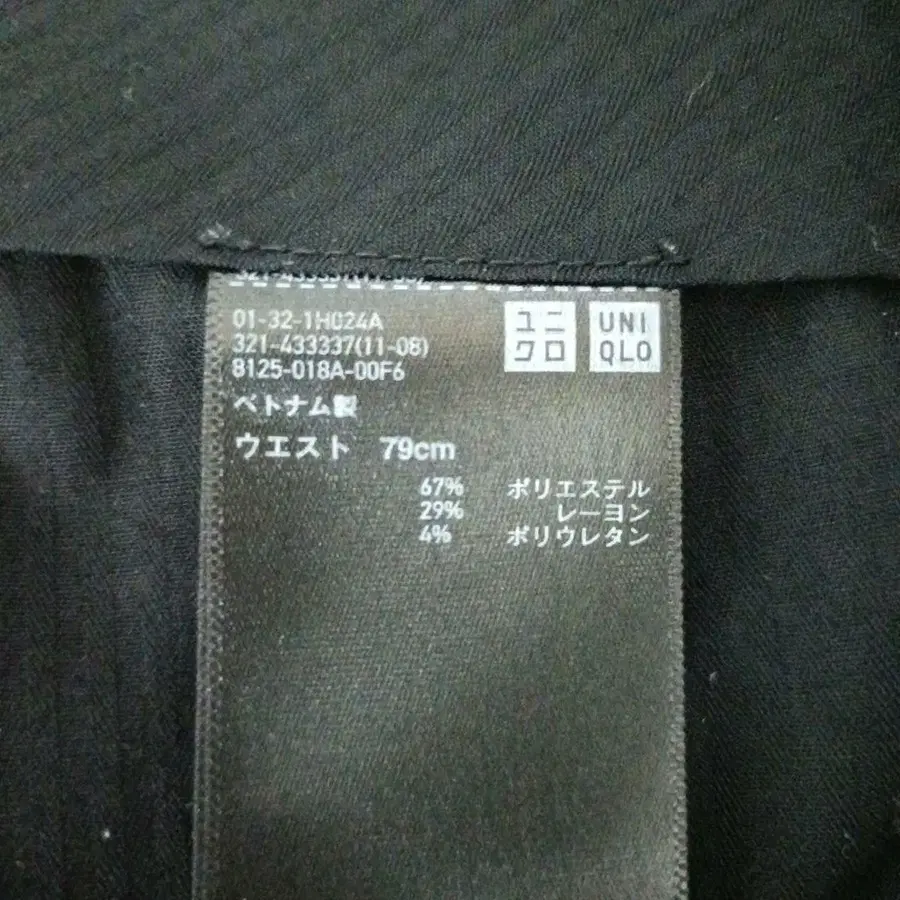 01-32-1H024A
321-433337(11-08)
8125-018A-00F6
ベトナム製
ウエスト 79cm
ユニ
クロ
UNI
QLO
67% ポリエステル
29% レーヨン
4% ポリウレタン